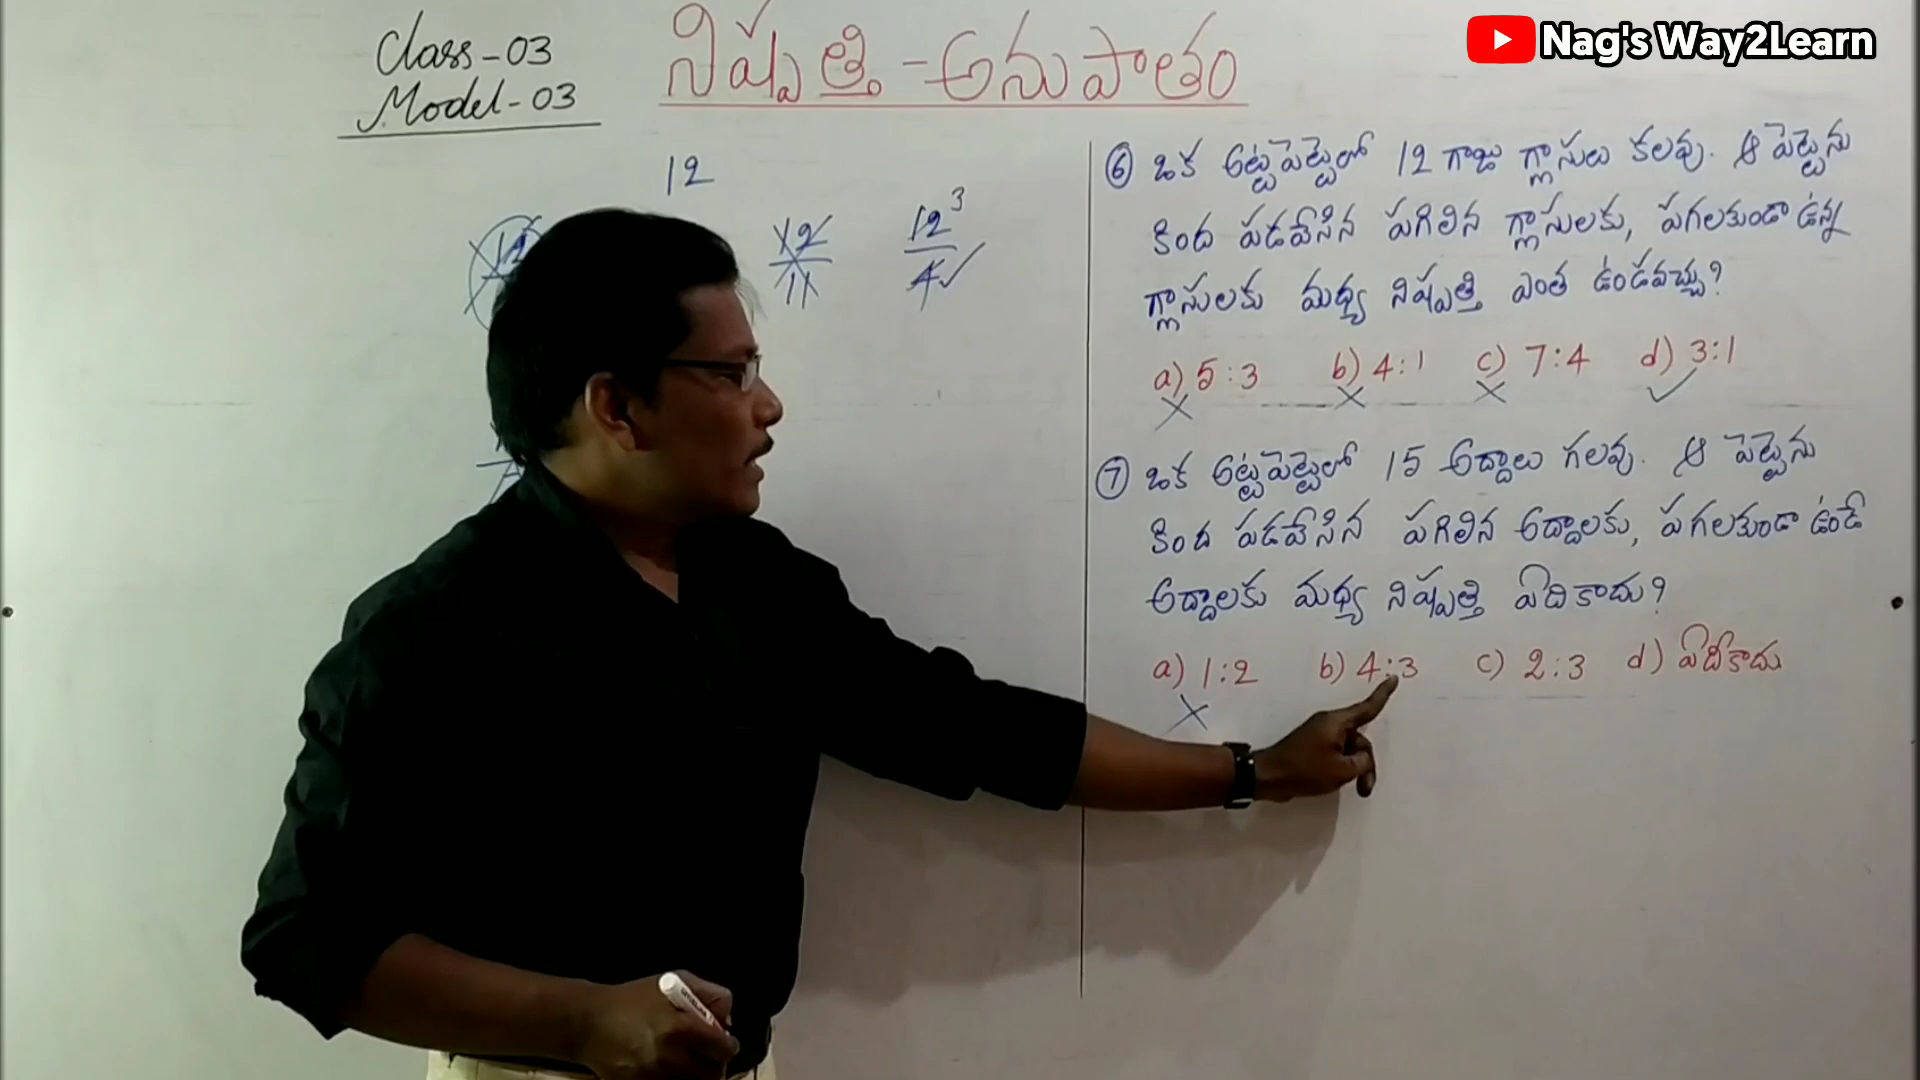 Class-03
Model-03
నిష్పత్తి - అనుపాతం
Nag's Way2Learn
12
12
12
11
12 3
4
⑥ ఒక అట్టపెట్టెలో 12 గాజు గ్లాసులు కలవు. ఆ పెట్టెను
కింద పడవేసిన పగిలిన గ్లాసులకు, పగలకుండా ఉన్న
గ్లాసులకు మధ్య నిష్పత్తి ఎంత ఉండవచ్చు?
a) 5:3 b) 4:1 c) 7:4 d) 3:1
⑦ ఒక అట్టపెట్టెలో 15 అద్దాలు గలవు. ఆ పెట్టెను
కింద పడవేసిన పగిలిన అద్దాలకు, పగలకుండా ఉండే
అద్దాలకు మధ్య నిష్పత్తి ఏదికాదు?
a) 1:2 b) 4:3 c) 2:3 d) ఏదీకాదు